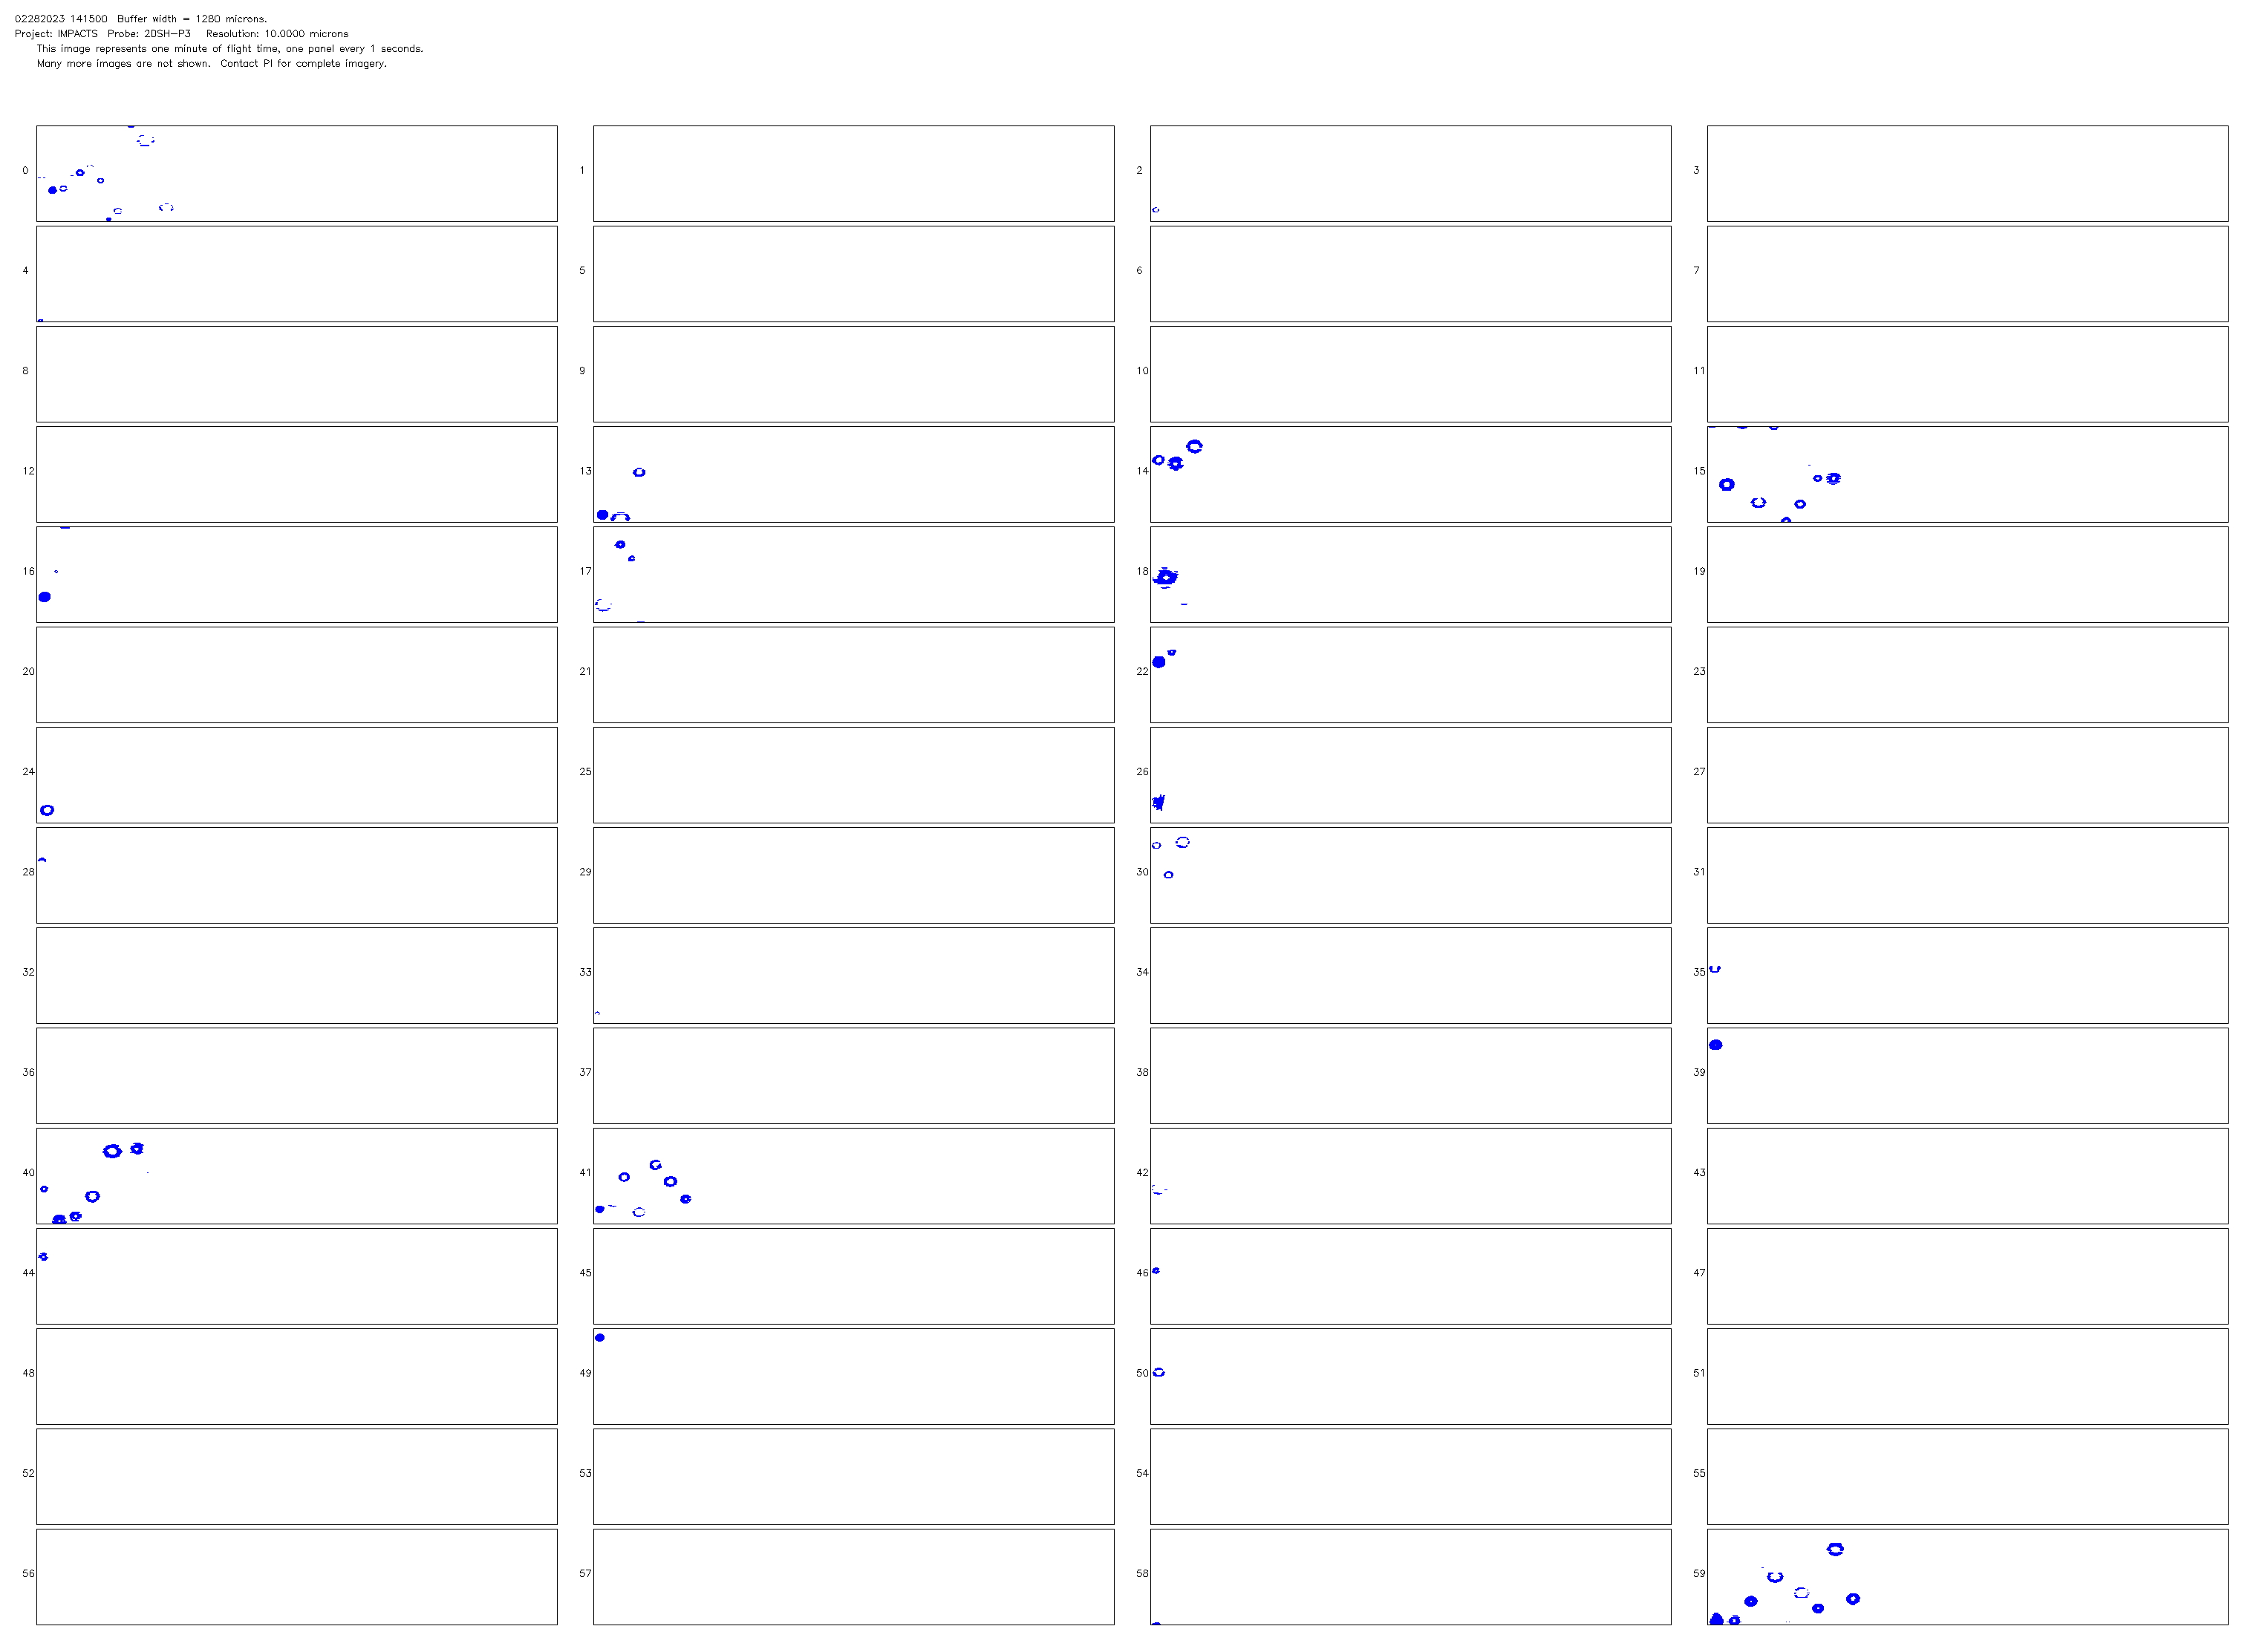 02282023 141500  Buffer width = 1280 microns.
Project: IMPACTS  Probe: 2DSH-P3   Resolution: 10.0000 microns
This image represents one minute of flight time, one panel every 1 seconds.
Many more images are not shown.  Contact PI for complete imagery.
0 1 2 3
4 5 6 7
8 9 10 11
12 13 14 15
16 17 18 19
20 21 22 23
24 25 26 27
28 29 30 31
32 33 34 35
36 37 38 39
40 41 42 43
44 45 46 47
48 49 50 51
52 53 54 55
56 57 58 59